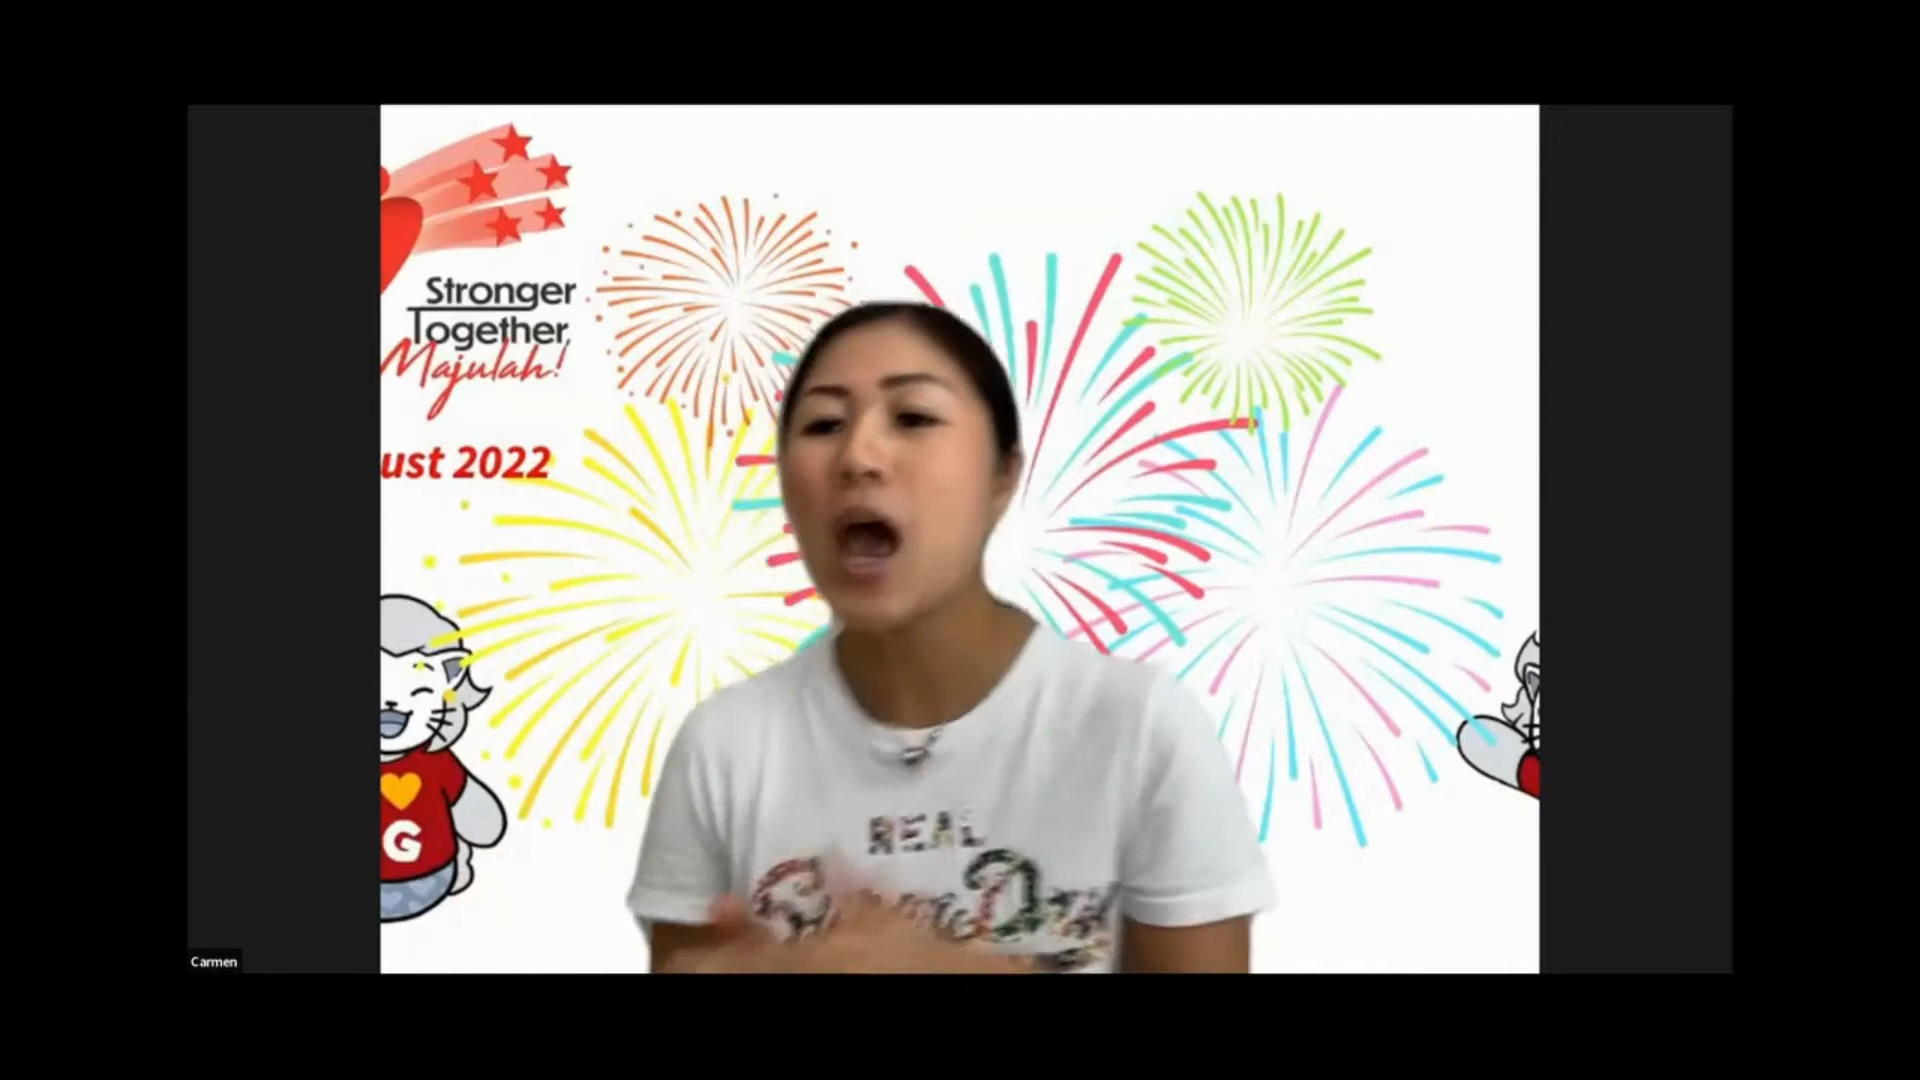 Stronger
Together,
Majulah!
ust 2022
G
REAL
Carmen